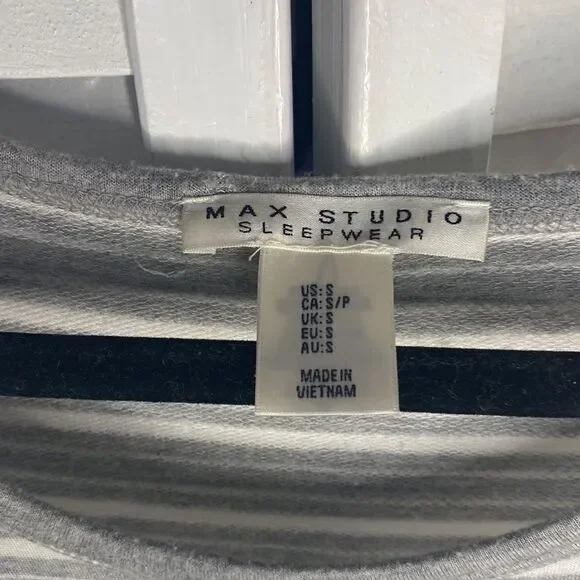 MAX STUDIO
SLEEPWEAR
US:S
CA:S/P
UK:S
EU:S
AU:S
MADE IN
VIETNAM